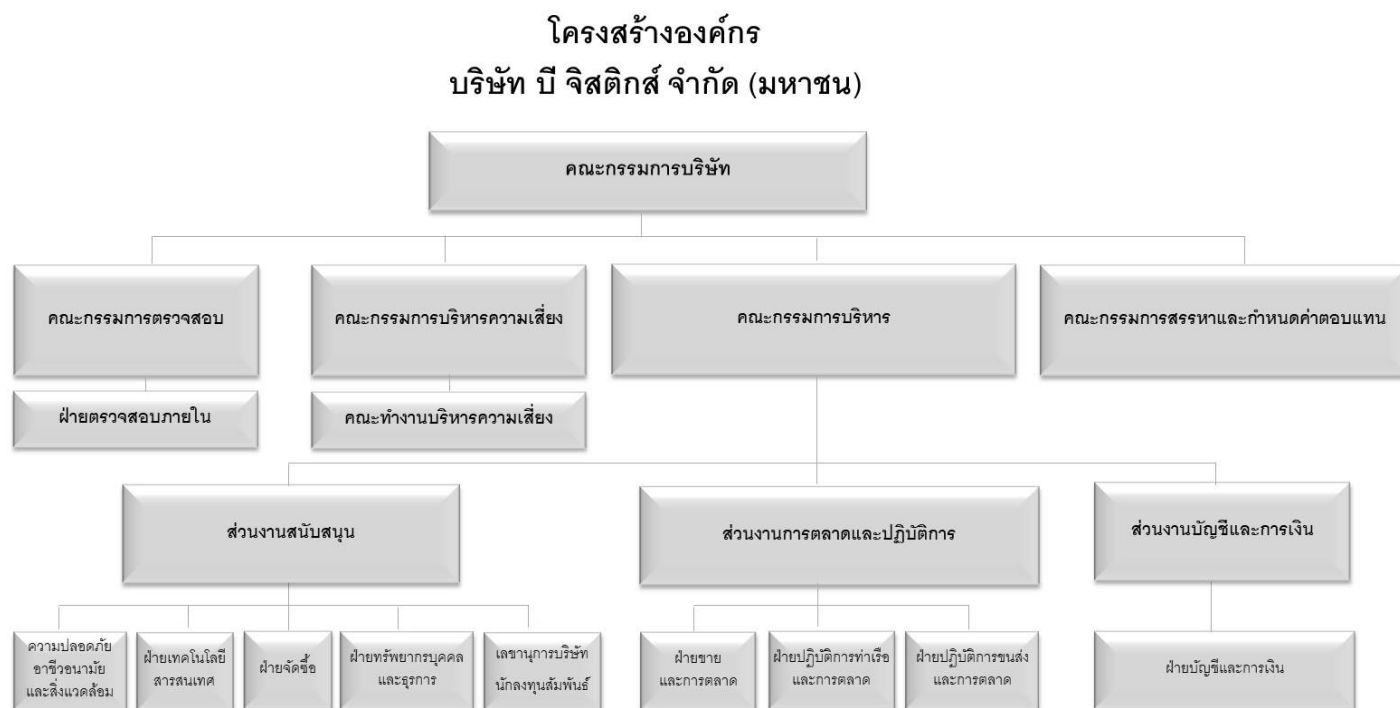 โครงสร้างองค์กร
บริษัท บี จิสติกส์ จำกัด (มหาชน)
คณะกรรมการบริษัท
คณะกรรมการตรวจสอบ
คณะกรรมการบริหารความเสี่ยง
คณะกรรมการบริหาร
คณะกรรมการสรรหาและกำหนดค่าตอบแทน
ฝ่ายตรวจสอบภายใน
คณะทำงานบริหารความเสี่ยง
ส่วนงานสนับสนุน
ส่วนงานการตลาดและปฏิบัติการ
ส่วนงานบัญชีและการเงิน
ความปลอดภัย
อาชีวอนามัย
และสิ่งแวดล้อม
ฝ่ายเทคโนโลยี
สารสนเทศ
ฝ่ายจัดซื้อ
ฝ่ายทรัพยากรบุคคล
และธุรการ
เลขานุการบริษัท
นักลงทุนสัมพันธ์
ฝ่ายขาย
และการตลาด
ฝ่ายปฏิบัติการท่าเรือ
และการตลาด
ฝ่ายปฏิบัติการขนส่ง
และการตลาด
ฝ่ายบัญชีและการเงิน